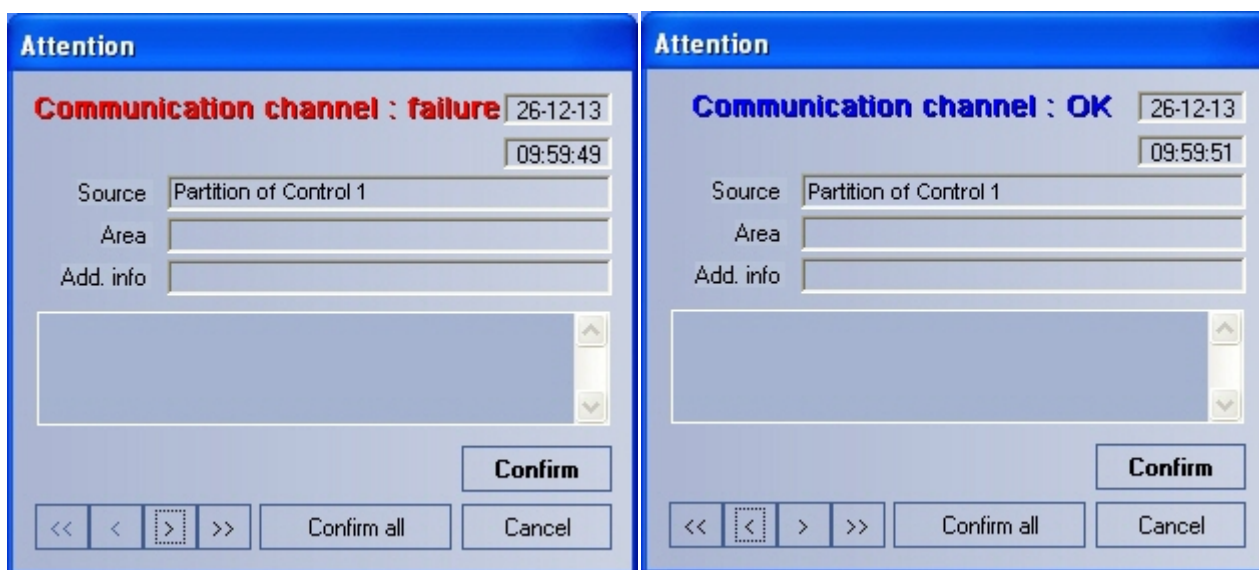 Attention
Communication channel : failure 26-12-13
09:59:49
Source Partition of Control 1
Area
Add. info
Confirm
<< < > >> Confirm all Cancel
Attention
Communication channel : OK 26-12-13
09:59:51
Source Partition of Control 1
Area
Add. info
Confirm
<< < > >> Confirm all Cancel